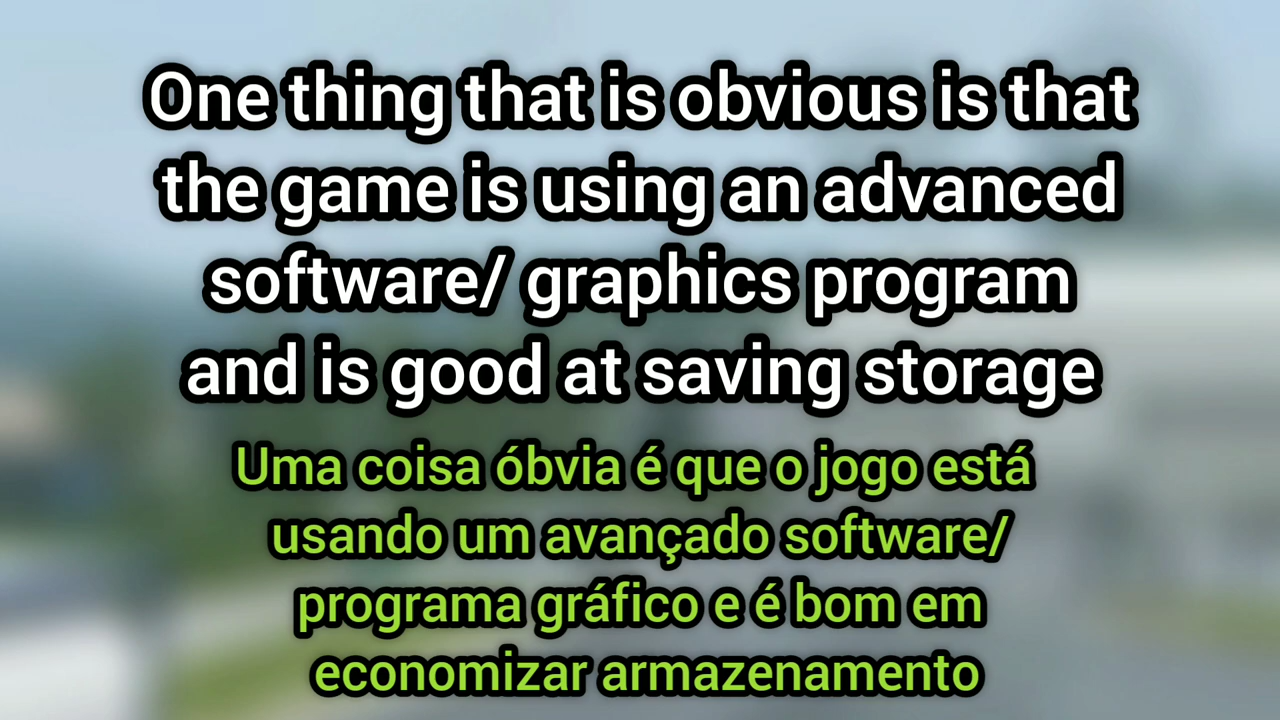 One thing that is obvious is that
the game is using an advanced
software/ graphics program
and is good at saving storage
Uma coisa óbvia é que o jogo está
usando um avançado software/
programa gráfico e é bom em
economizar armazenamento